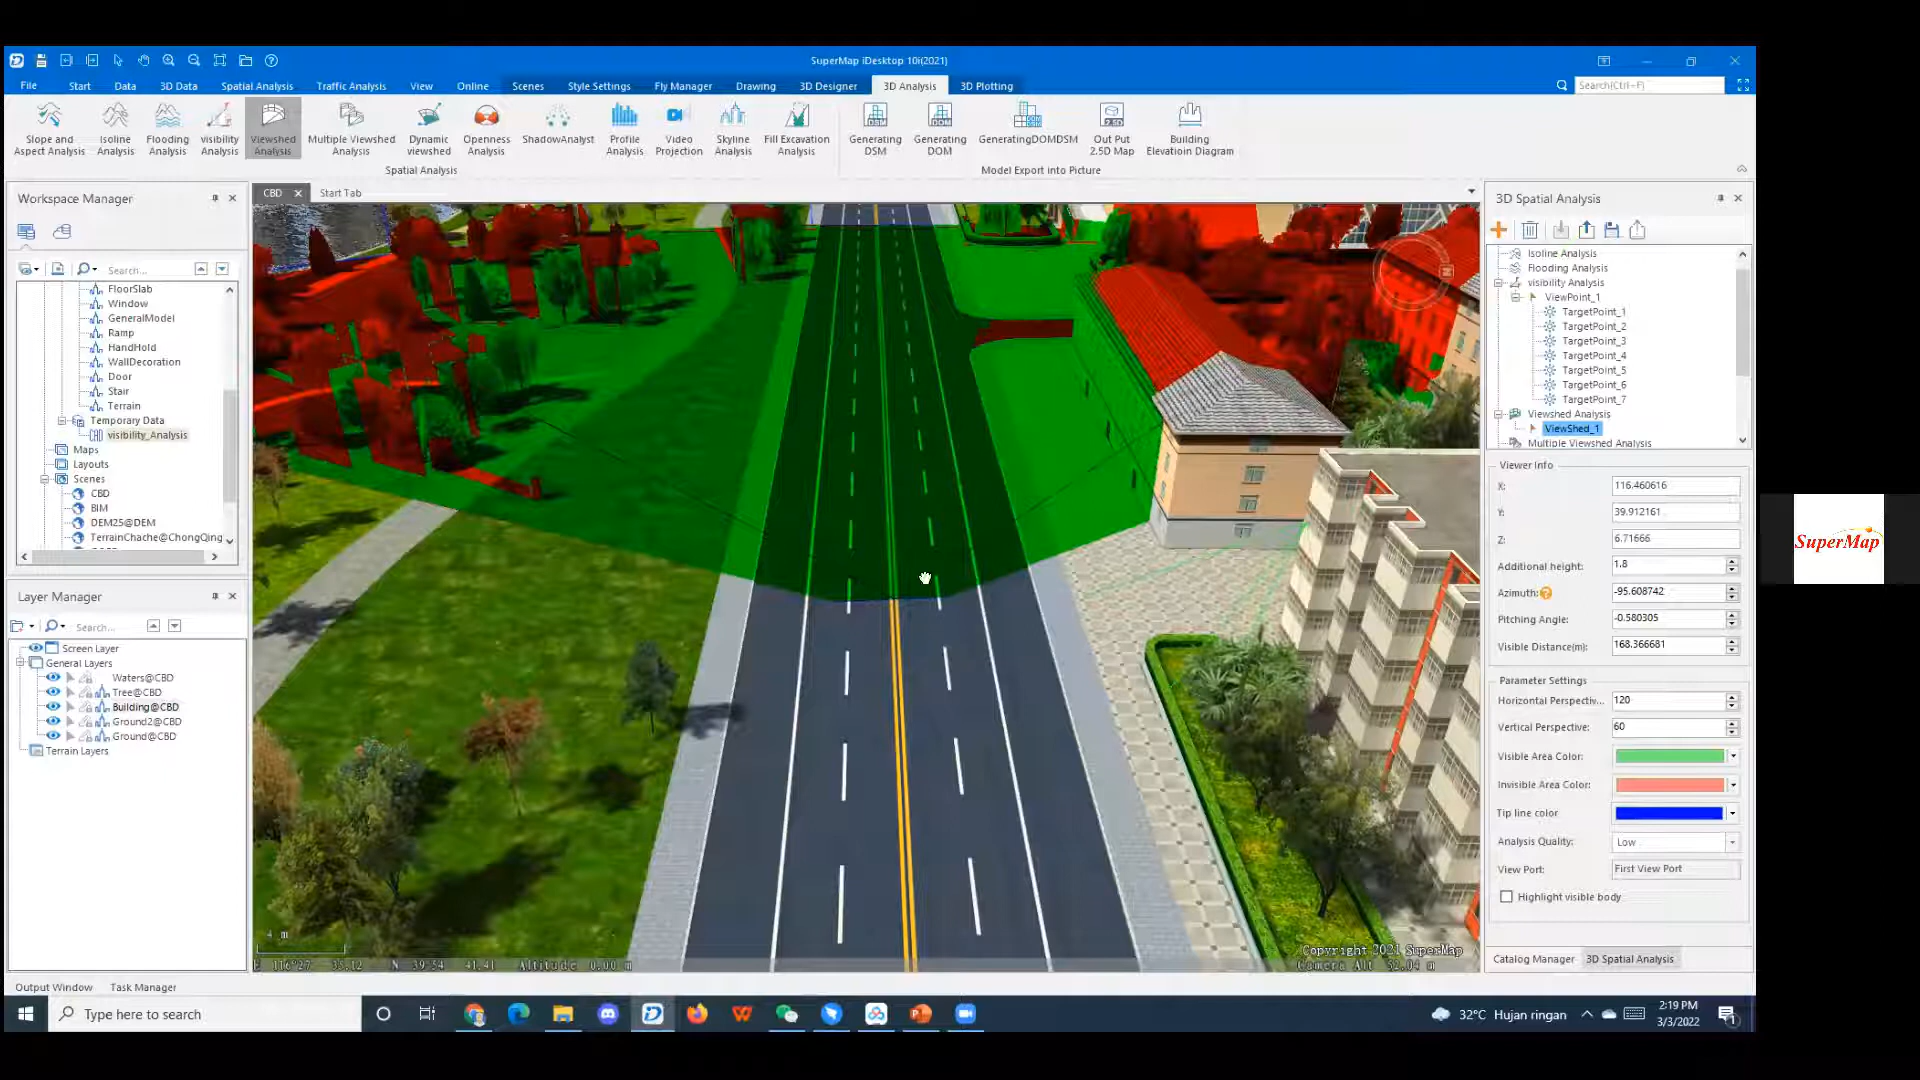 SuperMap iDesktop 10i(2021)
File Start Data 3D Data Spatial Analysis Traffic Analysis View Online Scenes Style Settings Fly Manager Drawing 3D Designer 3D Analysis 3D Plotting
Search(Ctrl+F)
Slope and Aspect Analysis
Isoline Analysis
Flooding Analysis
visibility Analysis
Viewshed Analysis
Multiple Viewshed Analysis
Dynamic viewshed
Openness Analysis
ShadowAnalyst
Profile Analysis
Video Projection
Skyline Analysis
Fill Excavation Analysis
Generating DSM
Generating DOM
GeneratingDOMDSM
Out Put 2.5D Map
Building Elevatioin Diagram
Spatial Analysis
Model Export into Picture
Workspace Manager
Search...
FloorSlab
Window
GeneralModel
Ramp
HandHold
WallDecoration
Door
Stair
Terrain
Temporary Data
visibility_Analysis
Maps
Layouts
Scenes
CBD
BIM
DEM25@DEM
TerrainChache@ChongQing
Layer Manager
Search...
Screen Layer
General Layers
Waters@CBD
Tree@CBD
Building@CBD
Ground2@CBD
Ground@CBD
Terrain Layers
CBD
Start Tab
4 m
Altitude 0.00 m
Copyright 2021 SuperMap
Camera Alt 52.04 m
3D Spatial Analysis
Isoline Analysis
Flooding Analysis
visibility Analysis
ViewPoint_1
TargetPoint_1
TargetPoint_2
TargetPoint_3
TargetPoint_4
TargetPoint_5
TargetPoint_6
TargetPoint_7
Viewshed Analysis
ViewShed_1
Multiple Viewshed Analysis
Viewer Info
X: 116.460616
Y: 39.912161
Z: 6.71666
Additional height: 1.8
Azimuth: -95.608742
Pitching Angle: -0.580305
Visible Distance(m): 168.366681
Parameter Settings
Horizontal Perspectiv... 120
Vertical Perspective: 60
Visible Area Color:
Invisible Area Color:
Tip line color
Analysis Quality: Low
View Port: First View Port
Highlight visible body
Catalog Manager 3D Spatial Analysis
SuperMap
Output Window Task Manager
Type here to search
32°C Hujan ringan
2:19 PM
3/3/2022